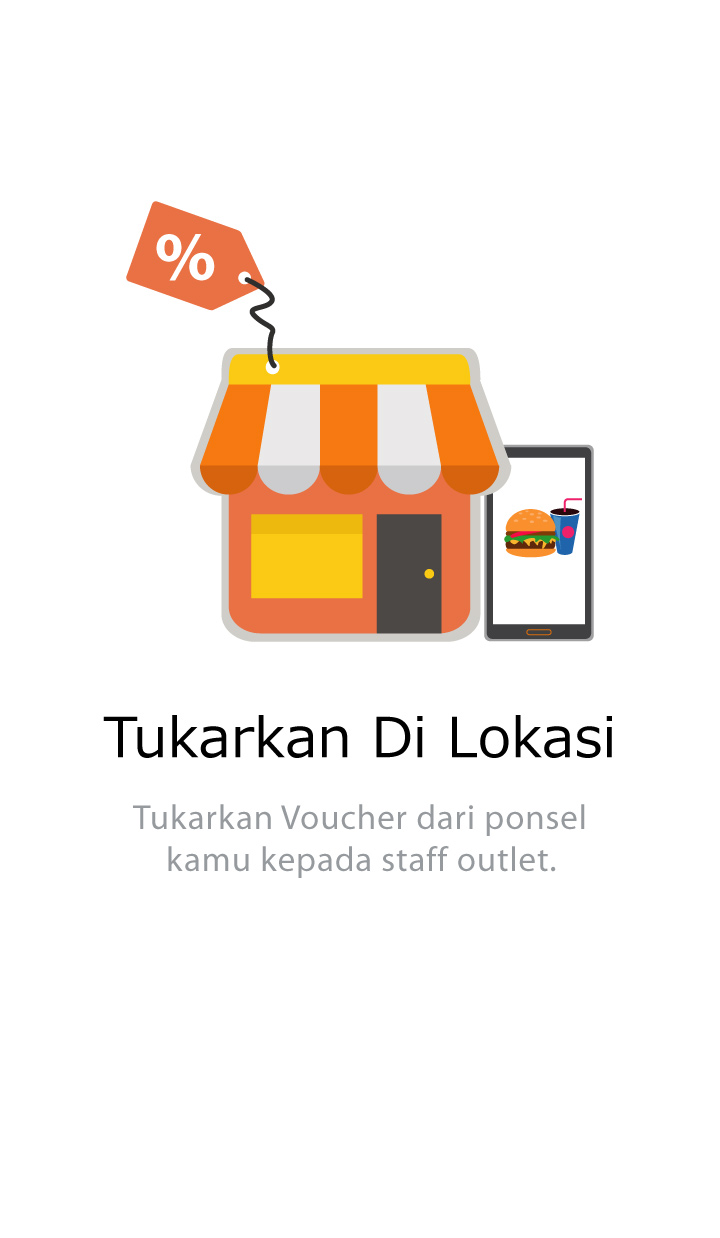 %
Tukarkan Di Lokasi
Tukarkan Voucher dari ponsel
kamu kepada staff outlet.